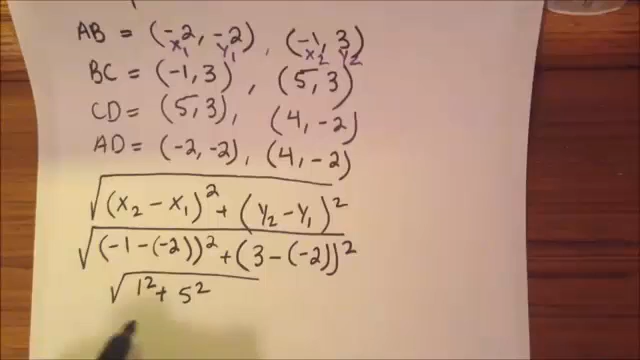 AB = (-2, -2), (-1, 3)
X₁ Y₁ X₂ Y₂
BC = (-1, 3), (5, 3)
CD = (5, 3), (4, -2)
AD = (-2, -2), (4, -2)
√(X₂ - X₁)² + (Y₂ - Y₁)²
√(-1 - (-2))² + (3 - (-2))²
√1² + 5²